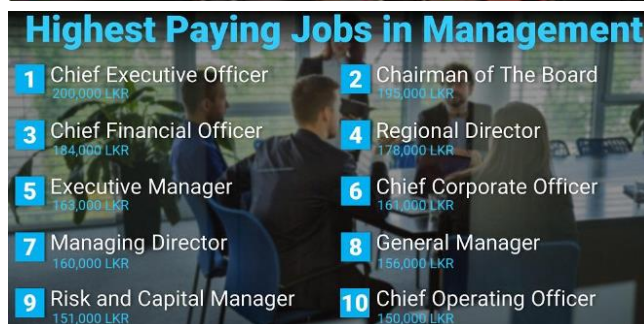 Highest Paying Jobs in Management
1 Chief Executive Officer
200,000 LKR
2 Chairman of The Board
195,000 LKR
3 Chief Financial Officer
184,000 LKR
4 Regional Director
178,000 LKR
5 Executive Manager
163,000 LKR
6 Chief Corporate Officer
161,000 LKR
7 Managing Director
160,000 LKR
8 General Manager
156,000 LKR
9 Risk and Capital Manager
151,000 LKR
10 Chief Operating Officer
150,000 LKR